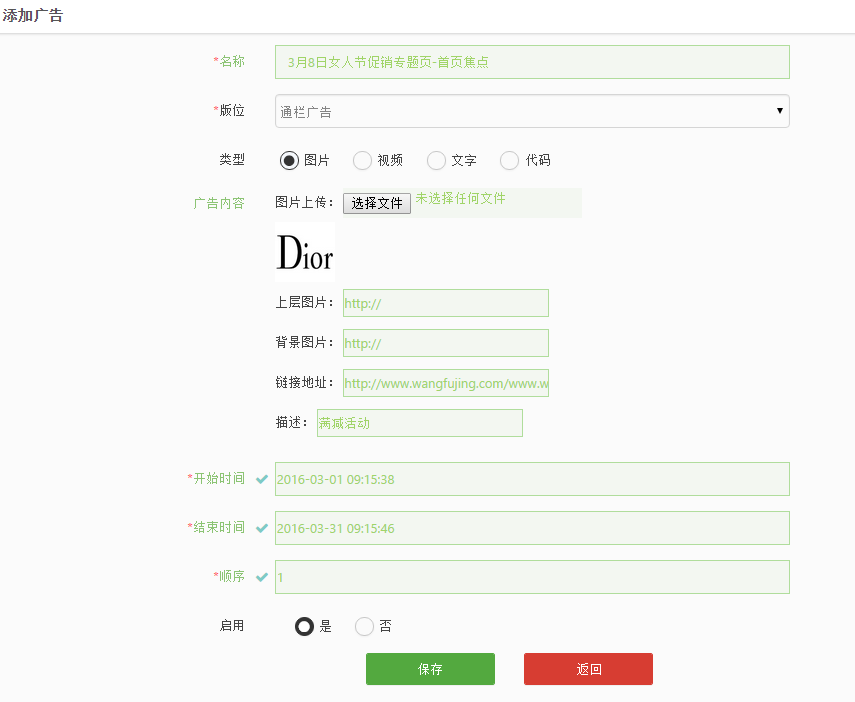 添加广告
*名称 3月8日女人节促销专题页-首页焦点
*版位 通栏广告
类型 图片 视频 文字 代码
广告内容 图片上传： 选择文件 未选择任何文件
Dior
上层图片： http://
背景图片： http://
链接地址： http://www.wangfujing.com/www.w
描述： 满减活动
*开始时间 2016-03-01 09:15:38
*结束时间 2016-03-31 09:15:46
*顺序 1
启用 是 否
保存 返回